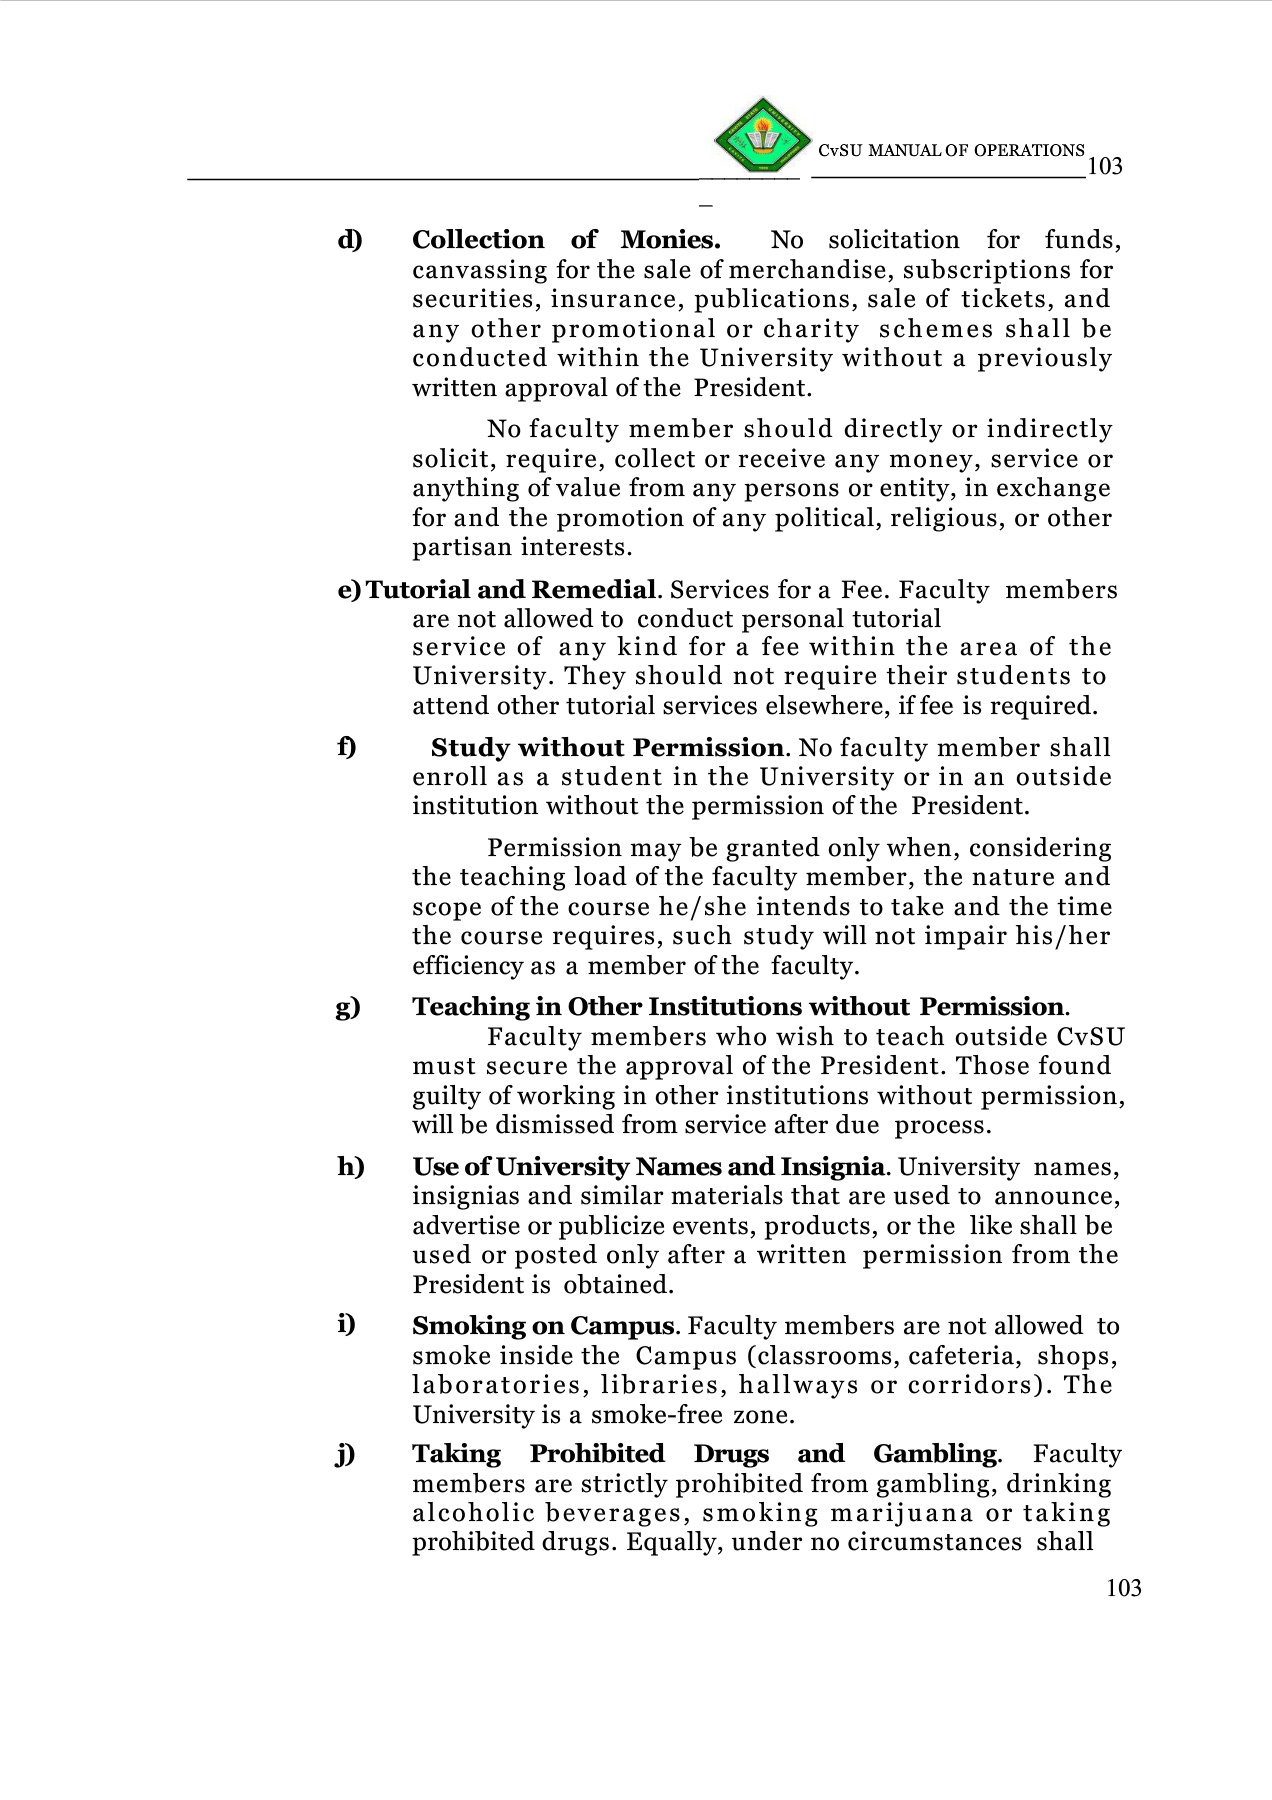 CvSU MANUAL OF OPERATIONS
103
d) Collection of Monies. No solicitation for funds,
canvassing for the sale of merchandise, subscriptions for
securities, insurance, publications, sale of tickets, and
any other promotional or charity schemes shall be
conducted within the University without a previously
written approval of the President.
No faculty member should directly or indirectly
solicit, require, collect or receive any money, service or
anything of value from any persons or entity, in exchange
for and the promotion of any political, religious, or other
partisan interests.
e) Tutorial and Remedial. Services for a Fee. Faculty members
are not allowed to conduct personal tutorial
service of any kind for a fee within the area of the
University. They should not require their students to
attend other tutorial services elsewhere, if fee is required.
f) Study without Permission. No faculty member shall
enroll as a student in the University or in an outside
institution without the permission of the President.
Permission may be granted only when, considering
the teaching load of the faculty member, the nature and
scope of the course he/she intends to take and the time
the course requires, such study will not impair his/her
efficiency as a member of the faculty.
g) Teaching in Other Institutions without Permission.
Faculty members who wish to teach outside CvSU
must secure the approval of the President. Those found
guilty of working in other institutions without permission,
will be dismissed from service after due process.
h) Use of University Names and Insignia. University names,
insignias and similar materials that are used to announce,
advertise or publicize events, products, or the like shall be
used or posted only after a written permission from the
President is obtained.
i) Smoking on Campus. Faculty members are not allowed to
smoke inside the Campus (classrooms, cafeteria, shops,
laboratories, libraries, hallways or corridors). The
University is a smoke-free zone.
j) Taking Prohibited Drugs and Gambling. Faculty
members are strictly prohibited from gambling, drinking
alcoholic beverages, smoking marijuana or taking
prohibited drugs. Equally, under no circumstances shall
103